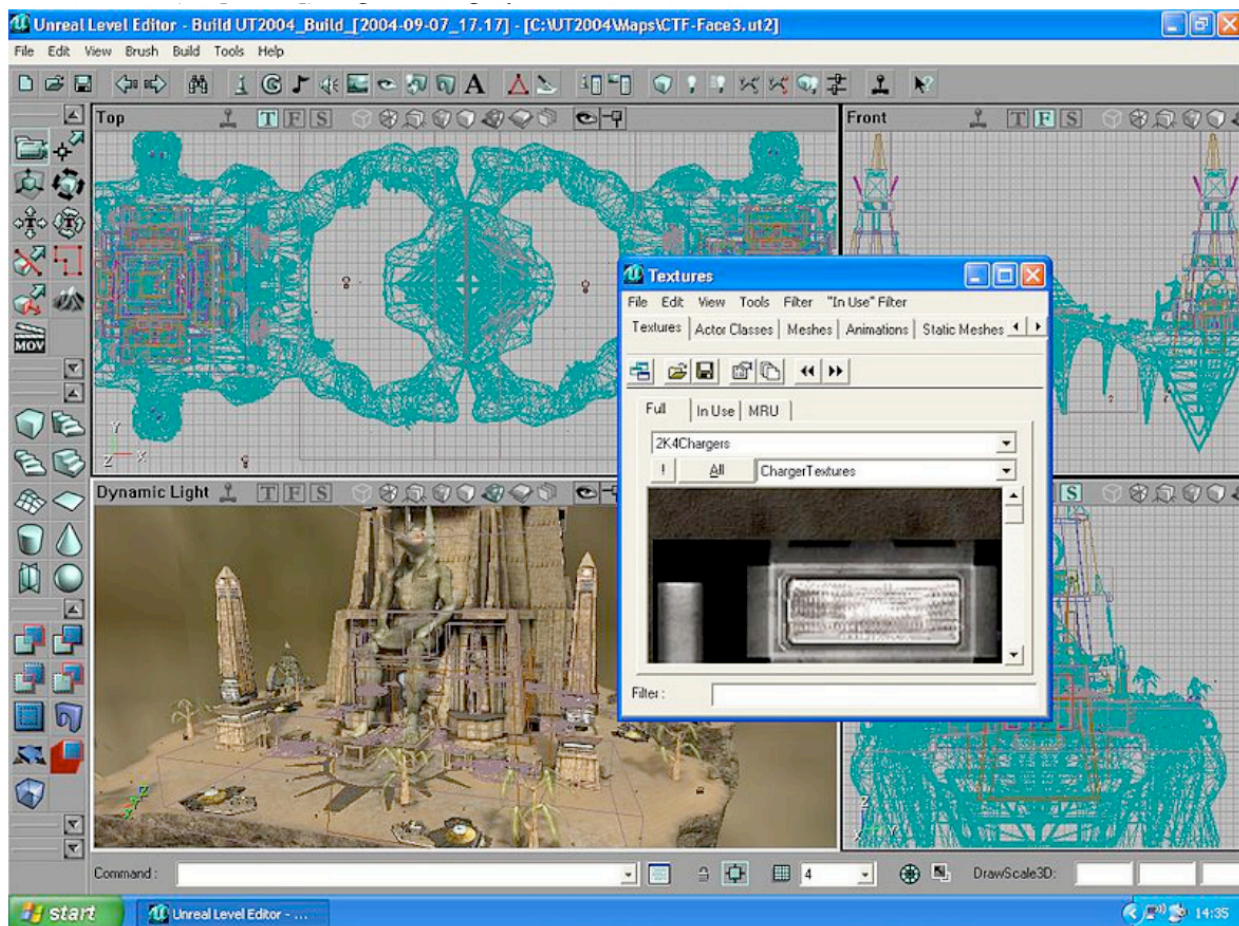 Unreal Level Editor - Build UT2004_Build_[2004-09-07_17.17] - [C:\UT2004\Maps\CTF-Face3.ut2]
File Edit View Brush Build Tools Help
Top T F S
Front T F S
MOV
Y
Z X
Textures
File Edit View Tools Filter "In Use" Filter
Textures Actor Classes Meshes Animations Static Meshes
Full In Use MRU
2K4Chargers
! All ChargerTextures
Filter :
Dynamic Light T F S
S
Z
X Y
Command :
4
DrawScale3D:
start
Unreal Level Editor - ...
14:35